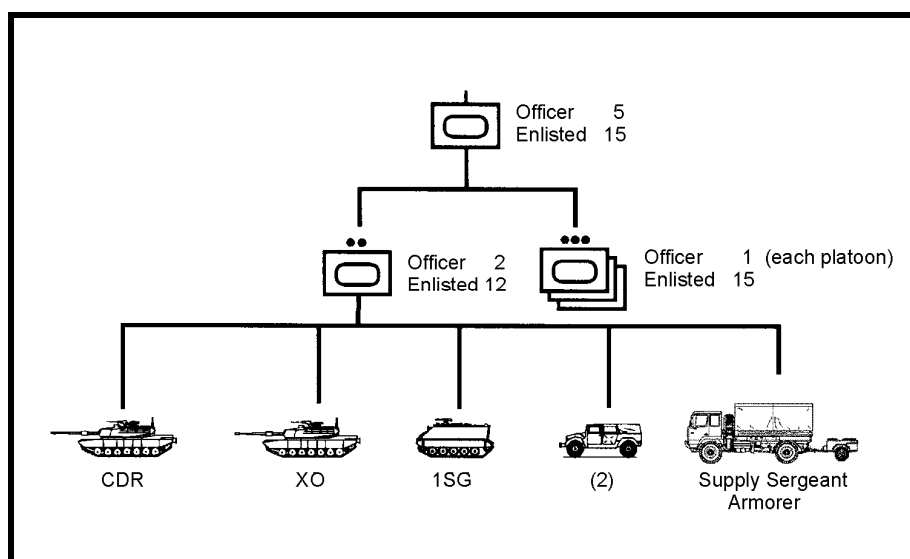 Officer 5
Enlisted 15
Officer 2
Enlisted 12
Officer 1 (each platoon)
Enlisted 15
CDR
XO
1SG
(2)
Supply Sergeant
Armorer